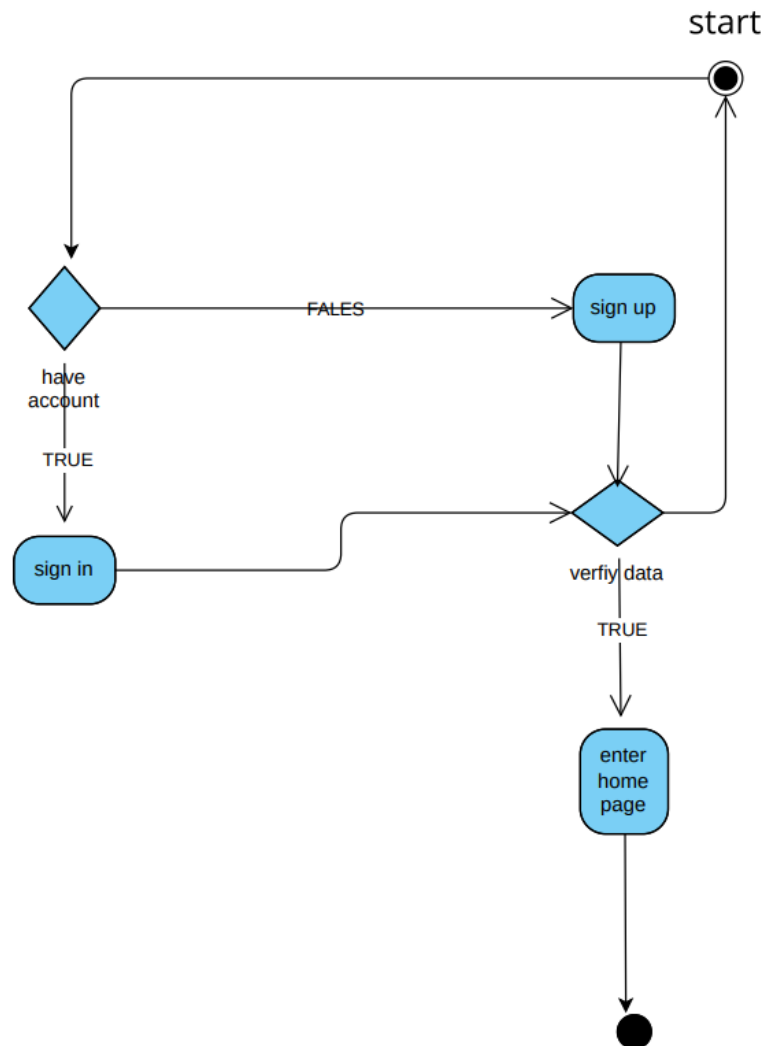 start
FALES
sign up
have
account
TRUE
sign in
verfiy data
TRUE
enter
home
page